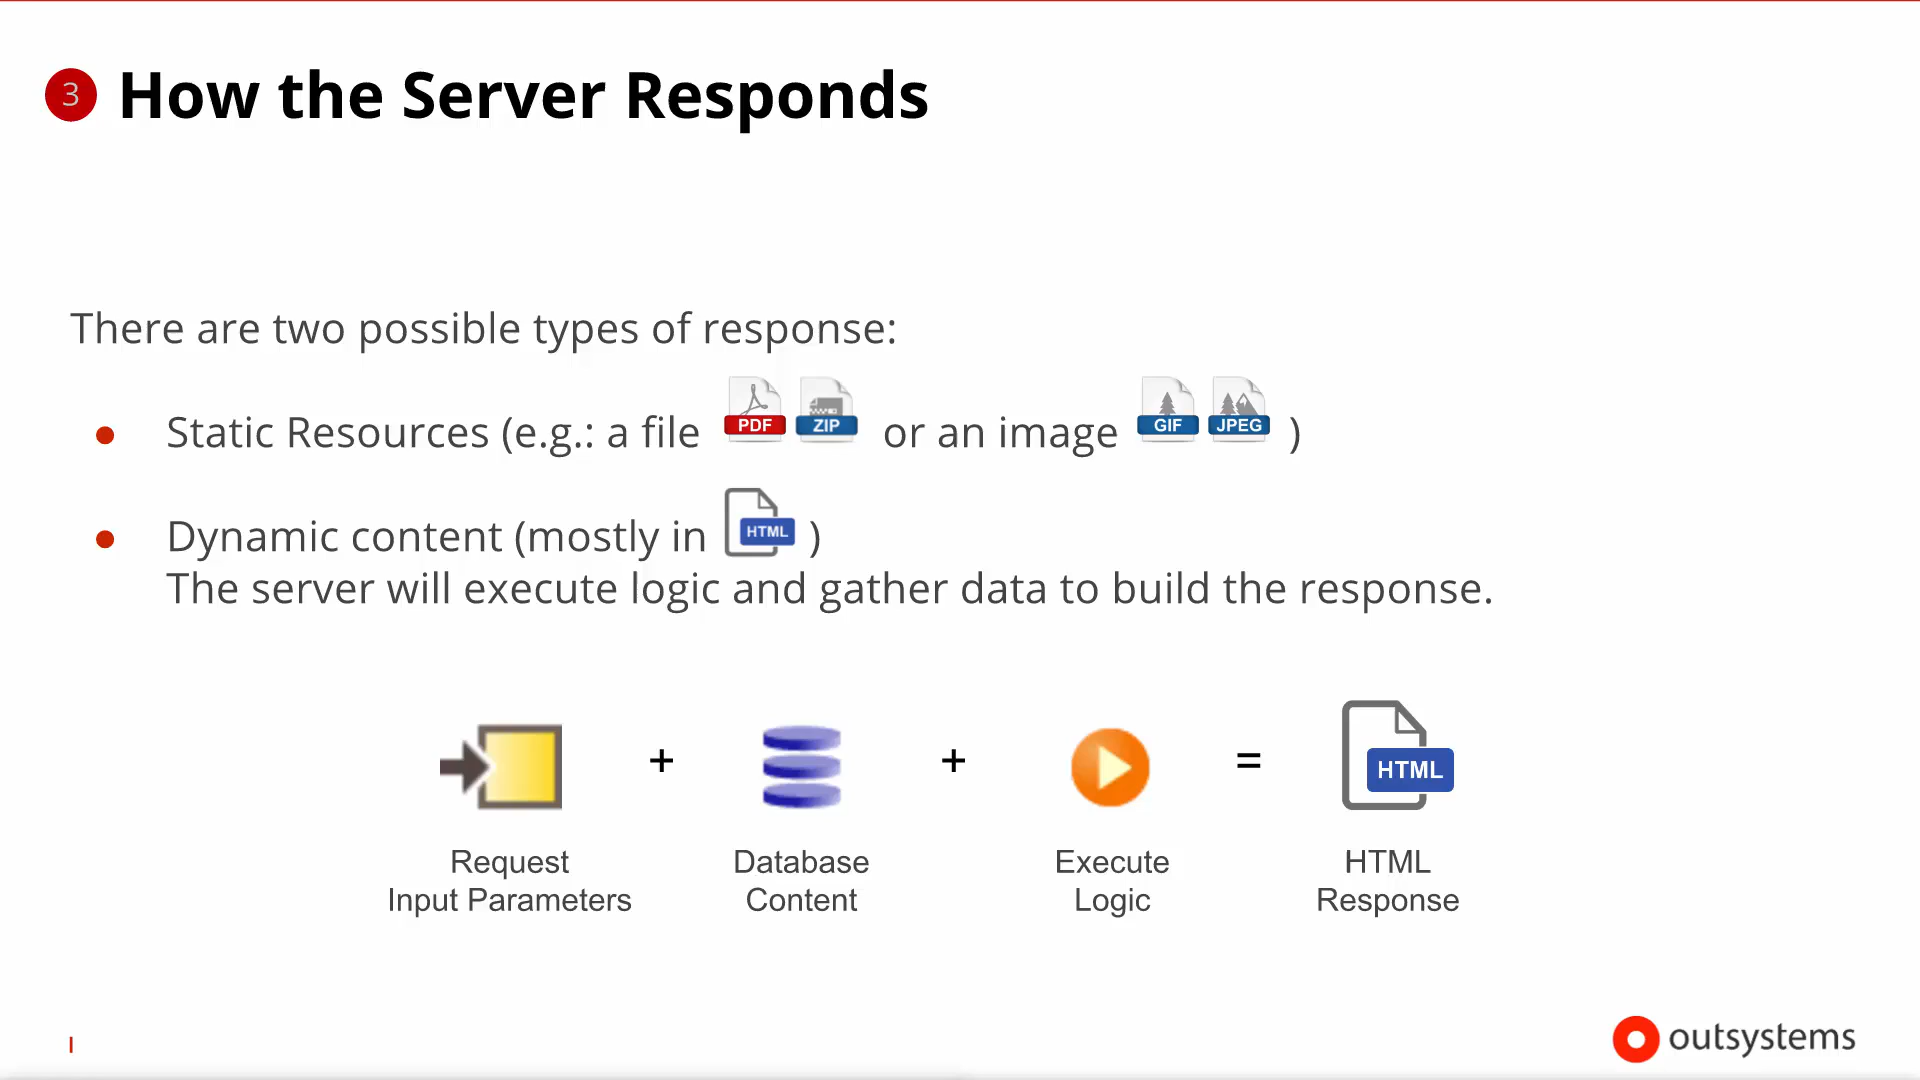 3 How the Server Responds
There are two possible types of response:
Static Resources (e.g.: a file PDF ZIP or an image GIF JPEG )
Dynamic content (mostly in HTML )
The server will execute logic and gather data to build the response.
+ + = HTML
Request Database Execute HTML
Input Parameters Content Logic Response
outsystems